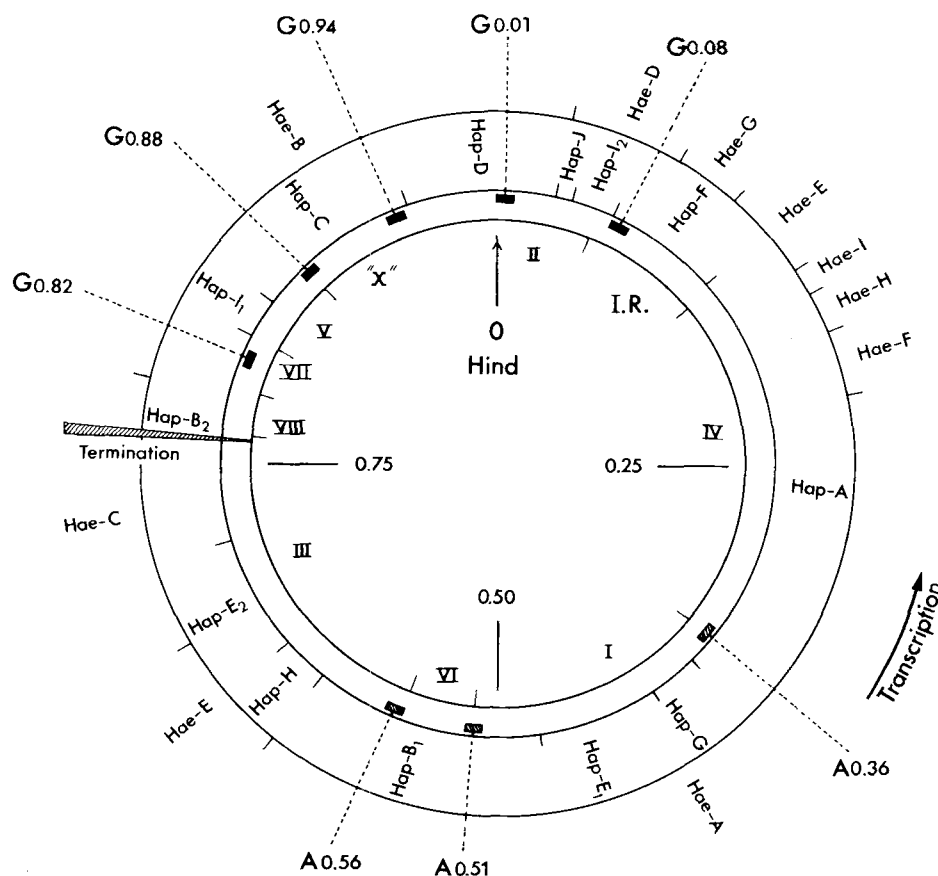 G0.94
G0.01
G0.08
Hae-D
Hae-B
Hae-G
G0.88
Hap-D
Hap-J
Hap-I₂
Hap-F
Hae-E
Hap-C
Hae-I
"X"
II
G0.82
Hap-I₁
I.R.
Hae-H
V
0
Hae-F
VII
Hind
Hap-B₂
VIII
IV
Termination
0.75
0.25
Hap-A
Hae-C
III
0.50
Hap-E₂
Transcription
I
VI
Hap-H
Hae-E
Hap-G
Hap-B₁
Hap-E₁
A0.36
Hae-A
A0.56
A0.51